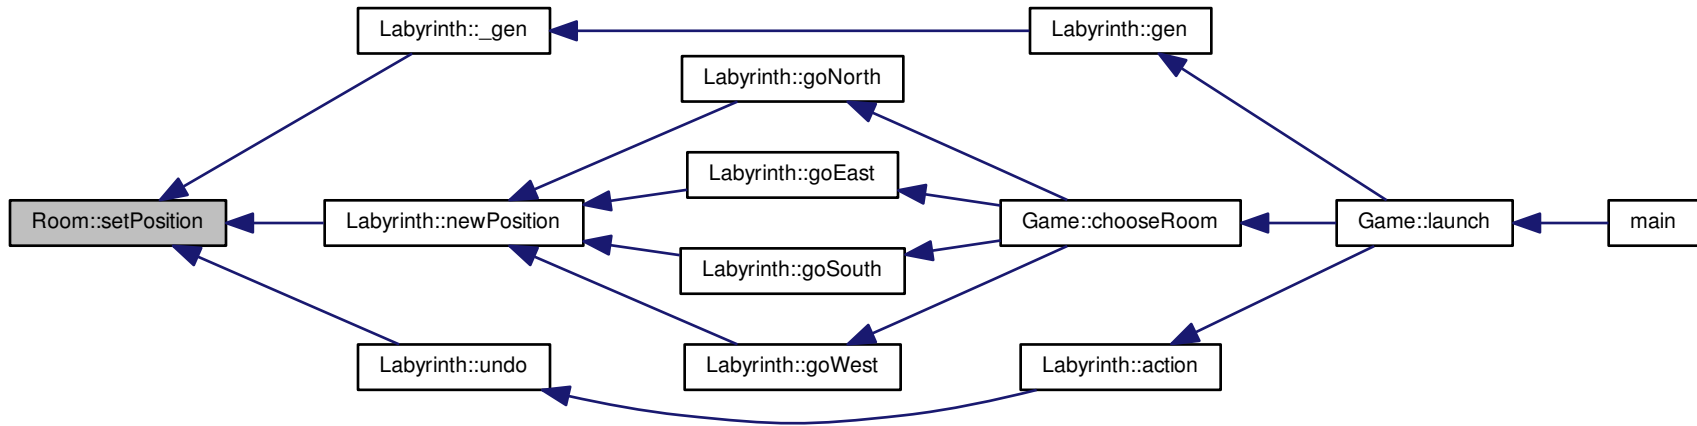 Labyrinth::_gen
Labyrinth::gen
Labyrinth::goNorth
Labyrinth::goEast
Room::setPosition
Labyrinth::newPosition
Game::chooseRoom
Game::launch
main
Labyrinth::goSouth
Labyrinth::undo
Labyrinth::goWest
Labyrinth::action